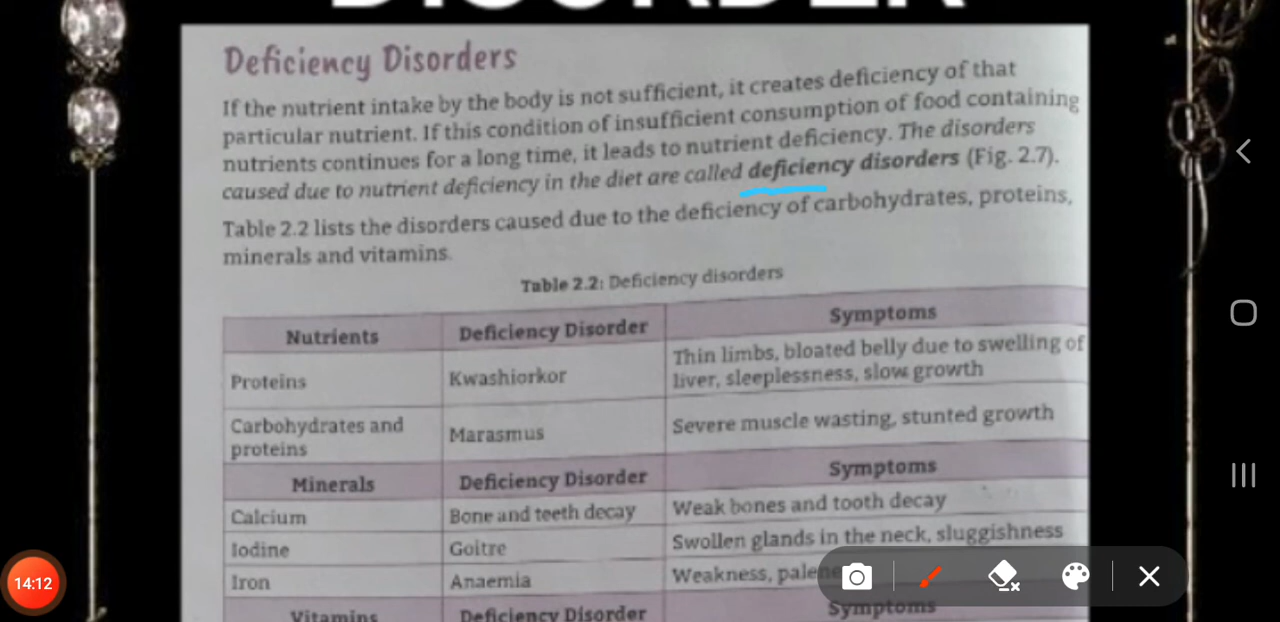 DISORDER
Deficiency Disorders
If the nutrient intake by the body is not sufficient, it creates deficiency of that
particular nutrient. If this condition of insufficient consumption of food containing
nutrients continues for a long time, it leads to nutrient deficiency. The disorders
caused due to nutrient deficiency in the diet are called deficiency disorders (Fig. 2.7).
Table 2.2 lists the disorders caused due to the deficiency of carbohydrates, proteins,
minerals and vitamins.
Table 2.2: Deficiency disorders
Nutrients Deficiency Disorder Symptoms
Proteins Kwashiorkor Thin limbs, bloated belly due to swelling of
liver, sleeplessness, slow growth
Carbohydrates and
proteins Marasmus Severe muscle wasting, stunted growth
Minerals Deficiency Disorder Symptoms
Calcium Bone and teeth decay Weak bones and tooth decay
Iodine Goitre Swollen glands in the neck, sluggishness
Iron Anaemia Weakness,
Vitamins Deficiency Disorder Symptoms
14:12